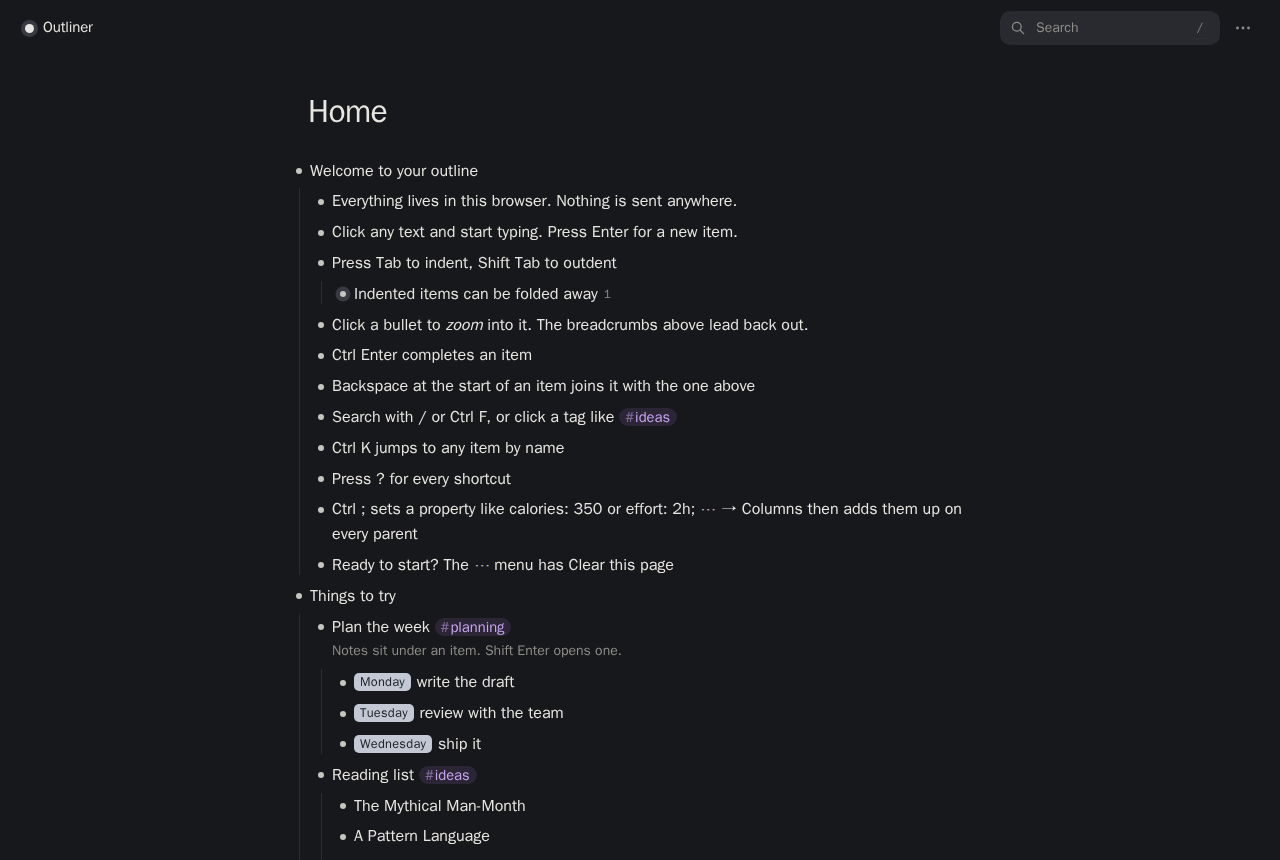 Outliner
Search /
Home
Welcome to your outline
Everything lives in this browser. Nothing is sent anywhere.
Click any text and start typing. Press Enter for a new item.
Press Tab to indent, Shift Tab to outdent
Indented items can be folded away 1
Click a bullet to zoom into it. The breadcrumbs above lead back out.
Ctrl Enter completes an item
Backspace at the start of an item joins it with the one above
Search with / or Ctrl F, or click a tag like #ideas
Ctrl K jumps to any item by name
Press ? for every shortcut
Ctrl ; sets a property like calories: 350 or effort: 2h; ⋯ → Columns then adds them up on
every parent
Ready to start? The ⋯ menu has Clear this page
Things to try
Plan the week #planning
Notes sit under an item. Shift Enter opens one.
Monday write the draft
Tuesday review with the team
Wednesday ship it
Reading list #ideas
The Mythical Man-Month
A Pattern Language